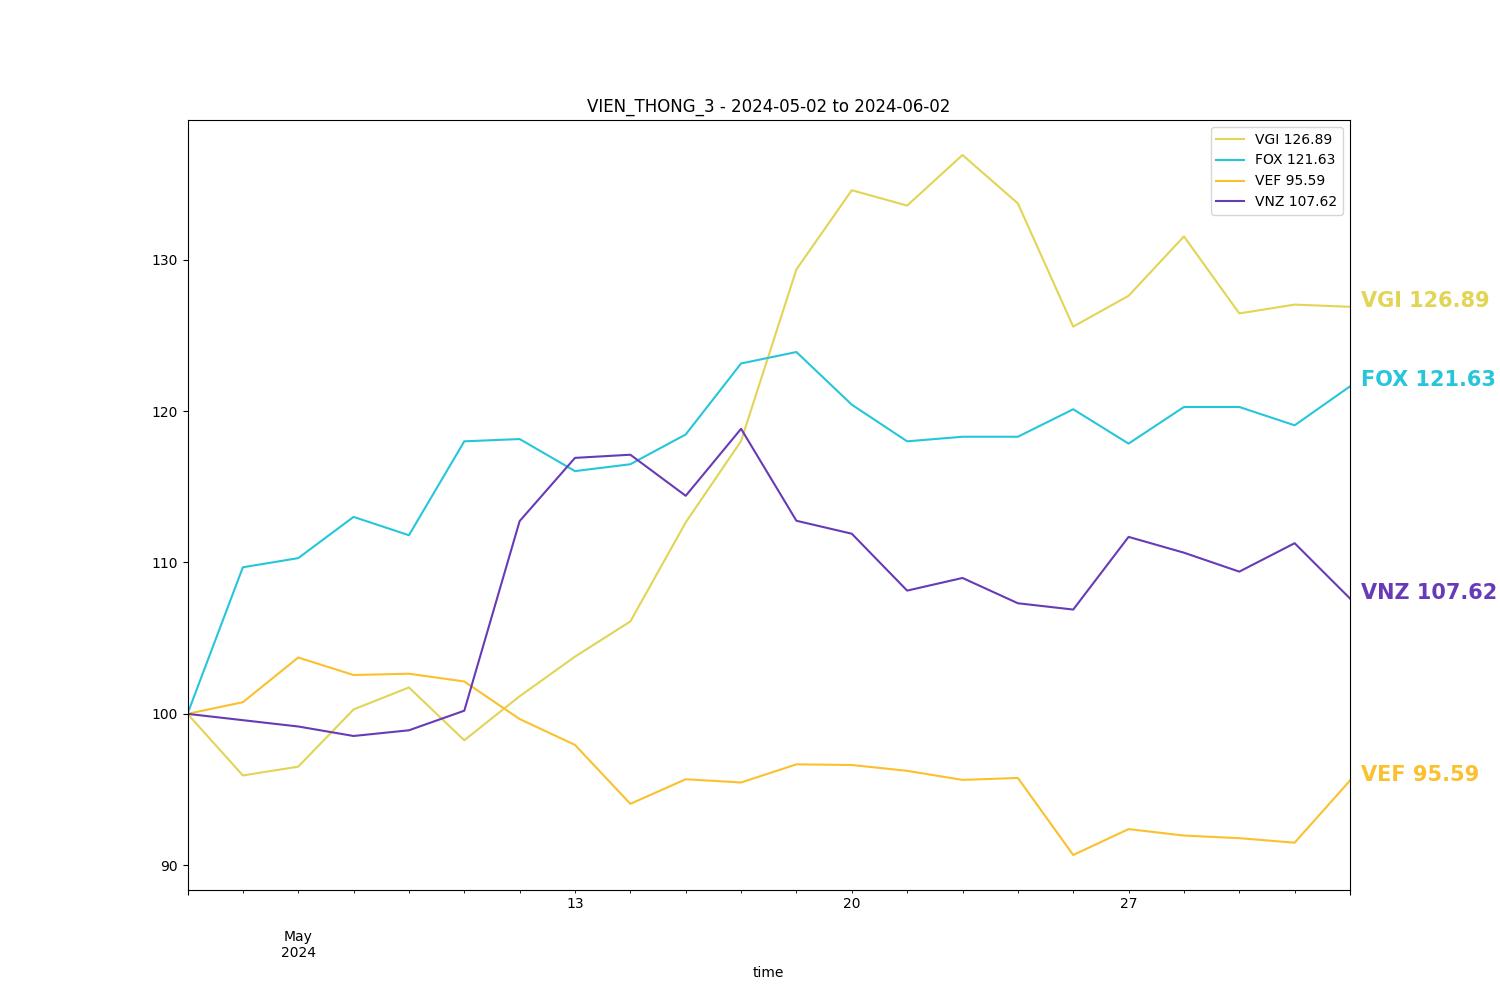 VIEN_THONG_3 - 2024-05-02 to 2024-06-02
VGI 126.89
FOX 121.63
VEF 95.59
VNZ 107.62
130
120
110
100
90
VGI 126.89
FOX 121.63
VNZ 107.62
VEF 95.59
13
20
27
May
2024
time